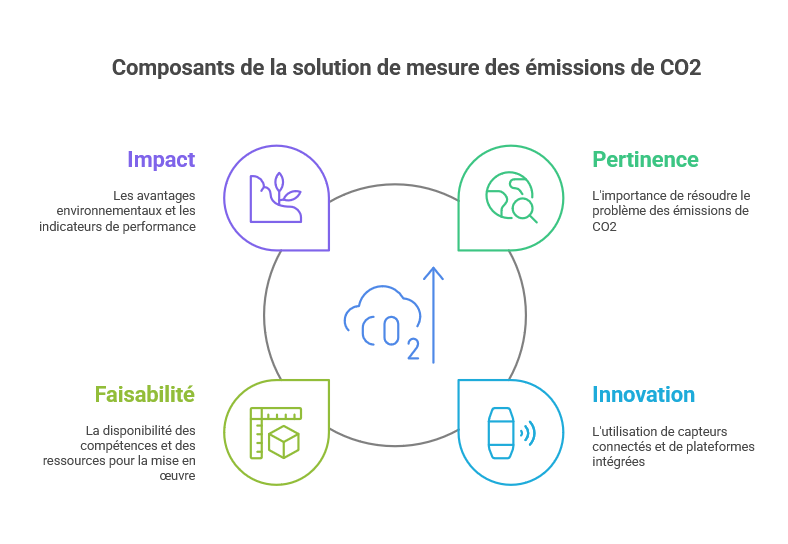 Composants de la solution de mesure des émissions de CO2
Impact
Les avantages
environnementaux et les
indicateurs de performance
Pertinence
L'importance de résoudre le
problème des émissions de
CO2
CO2
Faisabilité
La disponibilité des
compétences et des
ressources pour la mise en
œuvre
Innovation
L'utilisation de capteurs
connectés et de plateformes
intégrées